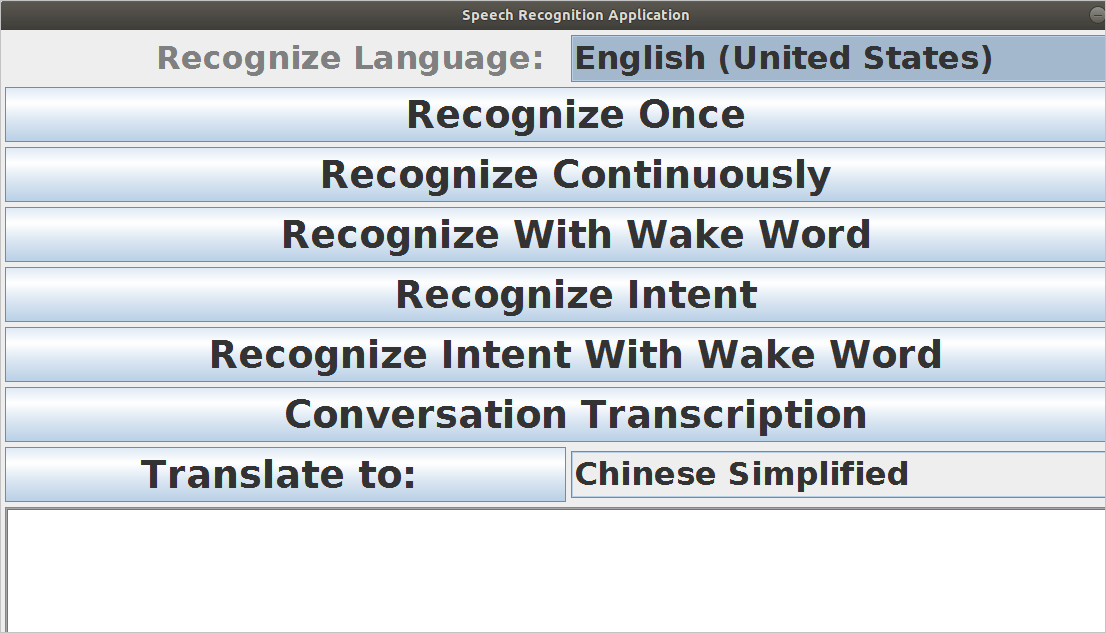 Speech Recognition Application
Recognize Language: English (United States)
Recognize Once
Recognize Continuously
Recognize With Wake Word
Recognize Intent
Recognize Intent With Wake Word
Conversation Transcription
Translate to: Chinese Simplified